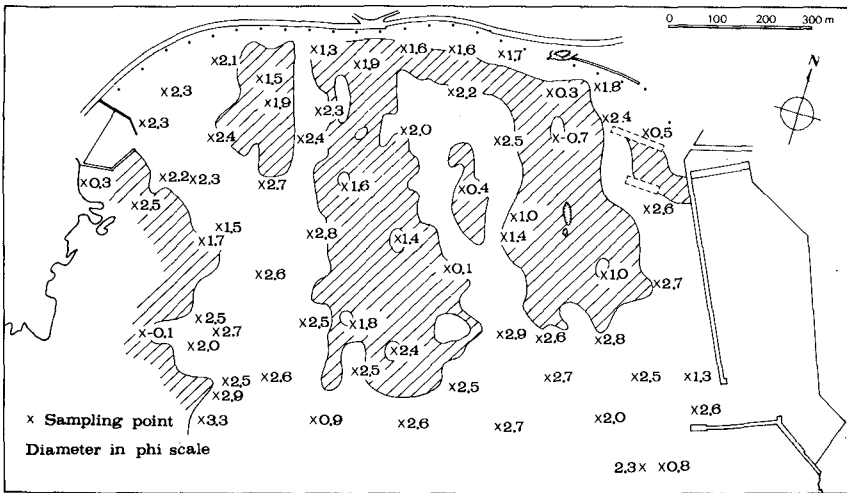 0 100 200 300 m
N
x2.1 x1.3 x1.6 x1.6 x1.7
x1.9
x2.3 x1.5 x2.2 x0.3 x1.8
x1.9 x2.3
x2.3 x2.4
x2.4 x2.4 x2.0 x2.5 x-0.7 x0.5
x0.3 x2.2 x2.3 x2.7 x1.6 x0.4
x2.5 x1.0 x2.6
x1.5 x2.8 x1.4 x1.4
x1.7
x2.6 x0.1 x1.0 x2.7
x2.5 x2.5 x1.8
x-0.1 x2.7 x2.9 x2.6 x2.8
x2.0 x2.4
x2.5 x2.6 x2.5 x2.5 x2.7 x2.5 x1.3
x2.9
x Sampling point x3.3 x0.9 x2.6 x2.7 x2.0 x2.6
Diameter in phi scale
2.3x x0.8